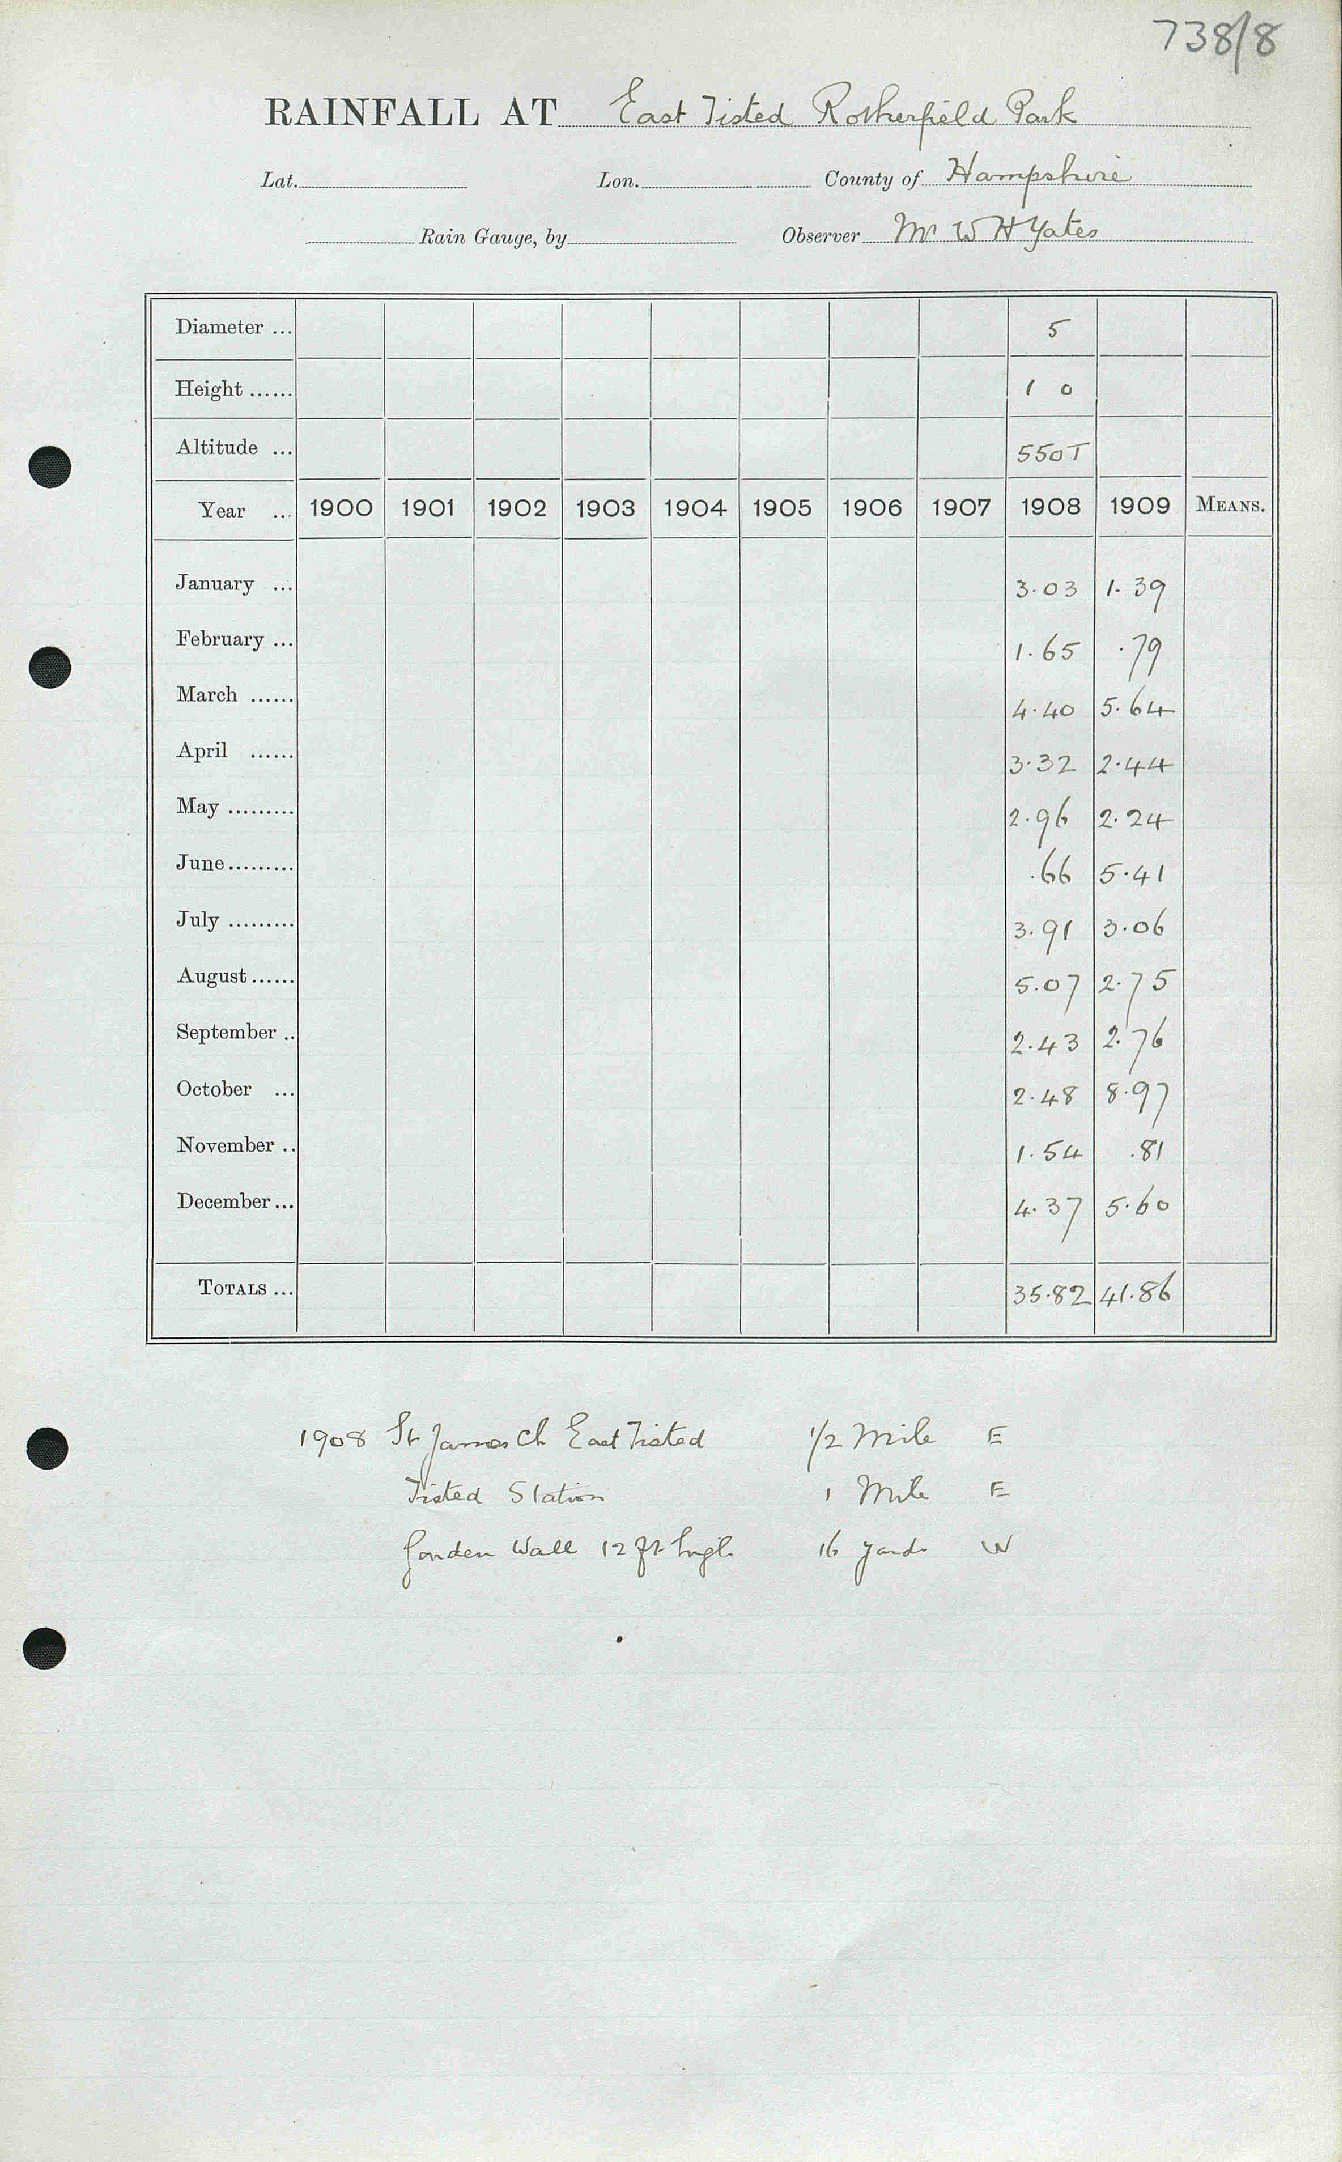 738/8
RAINFALL AT East Tisted Rotherfield Park
Lat. Lon. County of Hampshire
Rain Gauge, by Observer Mr W H Yates
Diameter ... 5
Height ...... 1 0
Altitude ... 550T
Year ... 1900 1901 1902 1903 1904 1905 1906 1907 1908 1909 MEANS.
January ... 3.03 1.39
February ... 1.65 .79
March ...... 4.40 5.64
April ...... 3.32 2.44
May ......... 2.96 2.24
June......... .66 5.41
July ......... 3.91 3.06
August...... 5.07 2.75
September .. 2.43 2.76
October ... 2.48 8.97
November .. 1.54 .81
December... 4.37 5.60
TOTALS ... 35.82 41.86
1908 St James Ch East Tisted 1/2 Mile E
Tisted Station 1 Mile E
Garden Wall 12 ft high 16 yards W